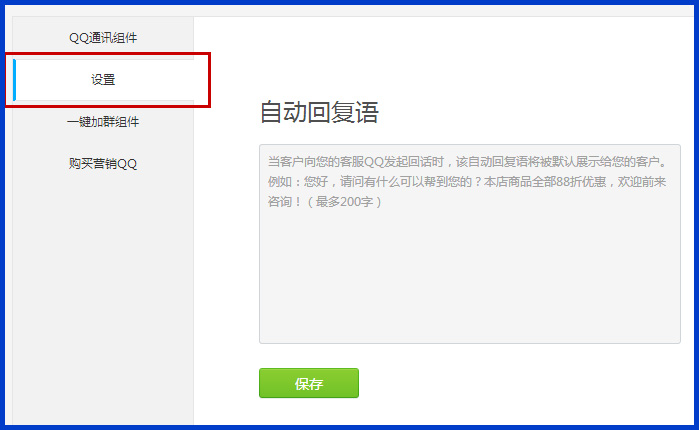 QQ通讯组件
设置
一键加群组件
购买营销QQ
自动回复语
当客户向您的客服QQ发起回话时，该自动回复语将被默认展示给您的客户。
例如：您好，请问有什么可以帮到您的？本店商品全部88折优惠，欢迎前来
咨询！（最多200字）
保存